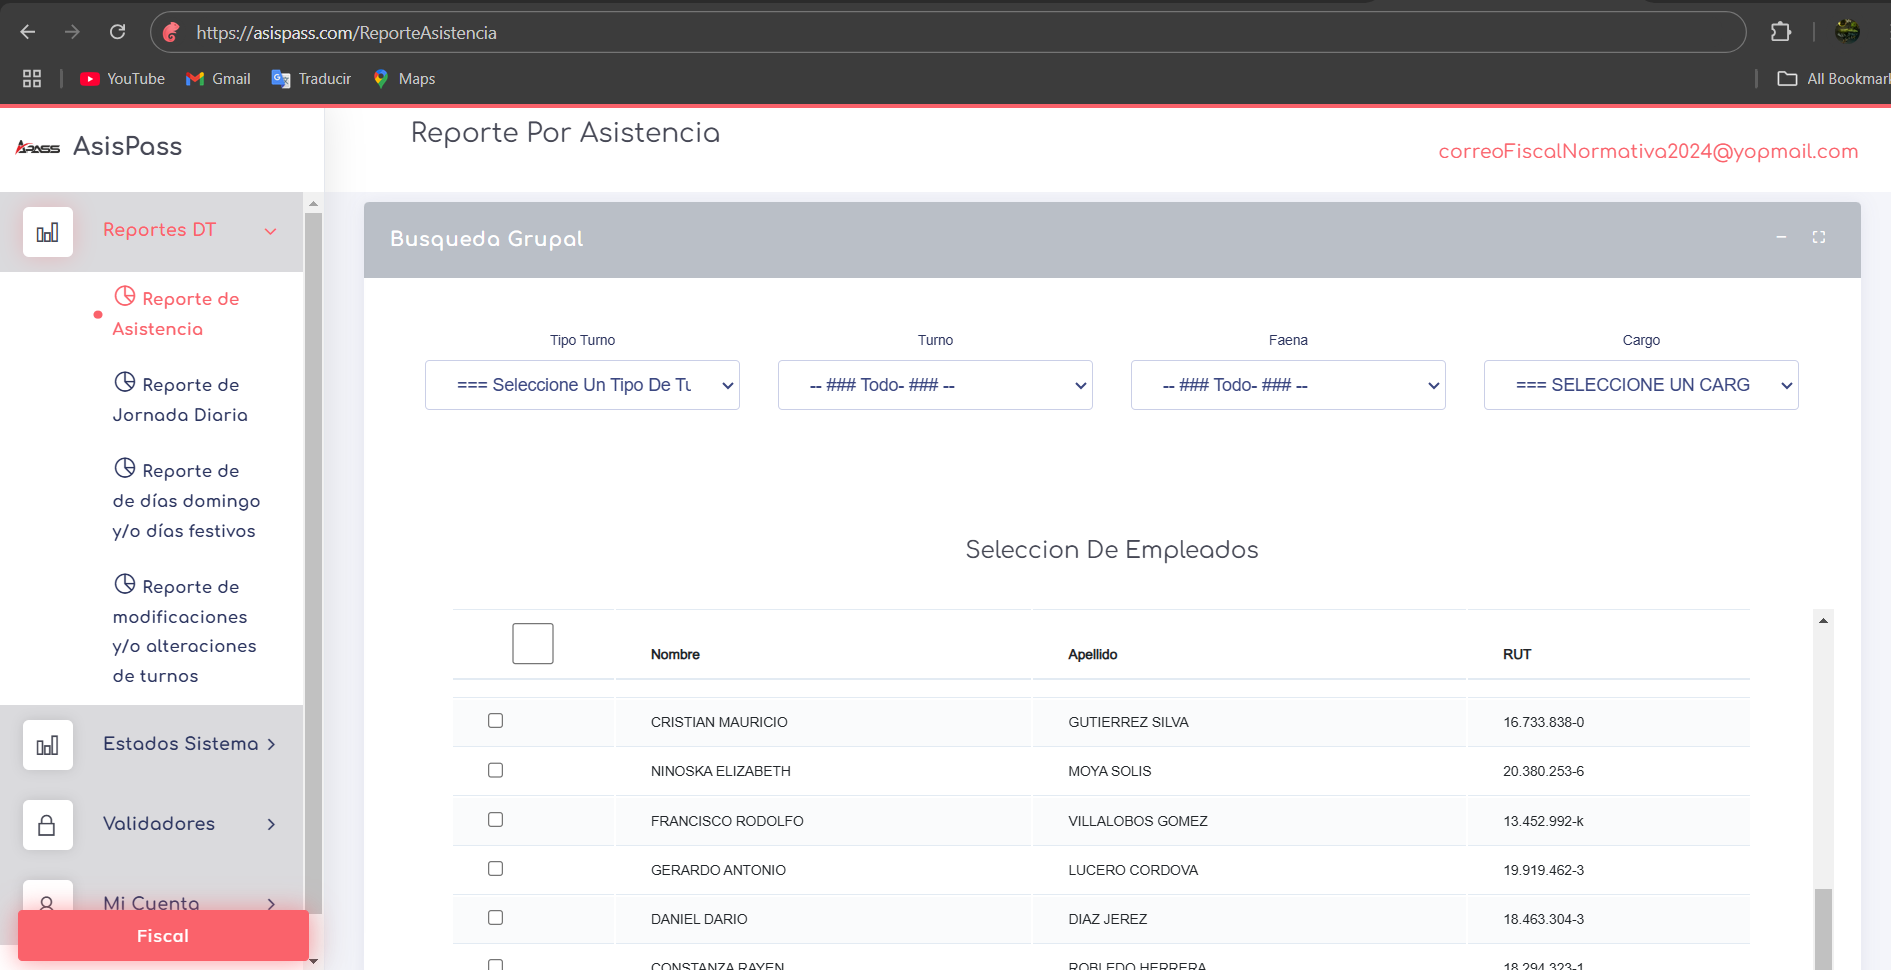 https://asispass.com/ReporteAsistencia
YouTube
Gmail
Traducir
Maps
All Bookmar
APASS
AsisPass
Reporte Por Asistencia
correoFiscalNormativa2024@yopmail.com
Reportes DT
Reporte de
Asistencia
Reporte de
Jornada Diaria
Reporte de
de días domingo
y/o días festivos
Reporte de
modificaciones
y/o alteraciones
de turnos
Estados Sistema
Validadores
Mi Cuenta
Fiscal
Busqueda Grupal
Tipo Turno
Turno
Faena
Cargo
=== Seleccione Un Tipo De Tu
-- ### Todo- ### --
-- ### Todo- ### --
=== SELECCIONE UN CARG
Seleccion De Empleados
Nombre Apellido RUT
CRISTIAN MAURICIO GUTIERREZ SILVA 16.733.838-0
NINOSKA ELIZABETH MOYA SOLIS 20.380.253-6
FRANCISCO RODOLFO VILLALOBOS GOMEZ 13.452.992-k
GERARDO ANTONIO LUCERO CORDOVA 19.919.462-3
DANIEL DARIO DIAZ JEREZ 18.463.304-3
CONSTANZA RAYEN ROBLEDO HERRERA 18.294.323-1